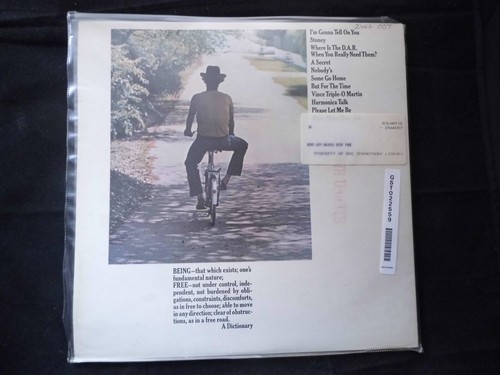 I'm Gonna Tell On You
Stoney
Where Is The D.A.R.
When You Really Need Them?
A Secret
Nobody's
Some Go Home
But For The Time
Vince Triple-O Martin
Harmonica Talk
Please Let Me Be
GST022559
BEING—that which exists; one's
fundamental nature;
FREE—not under control, inde-
pendent, not burdened by obli-
gations, constraints, discomforts,
as in free to choose; able to move
in any direction; clear of obstruc-
tions, as in a free road.
A Dictionary